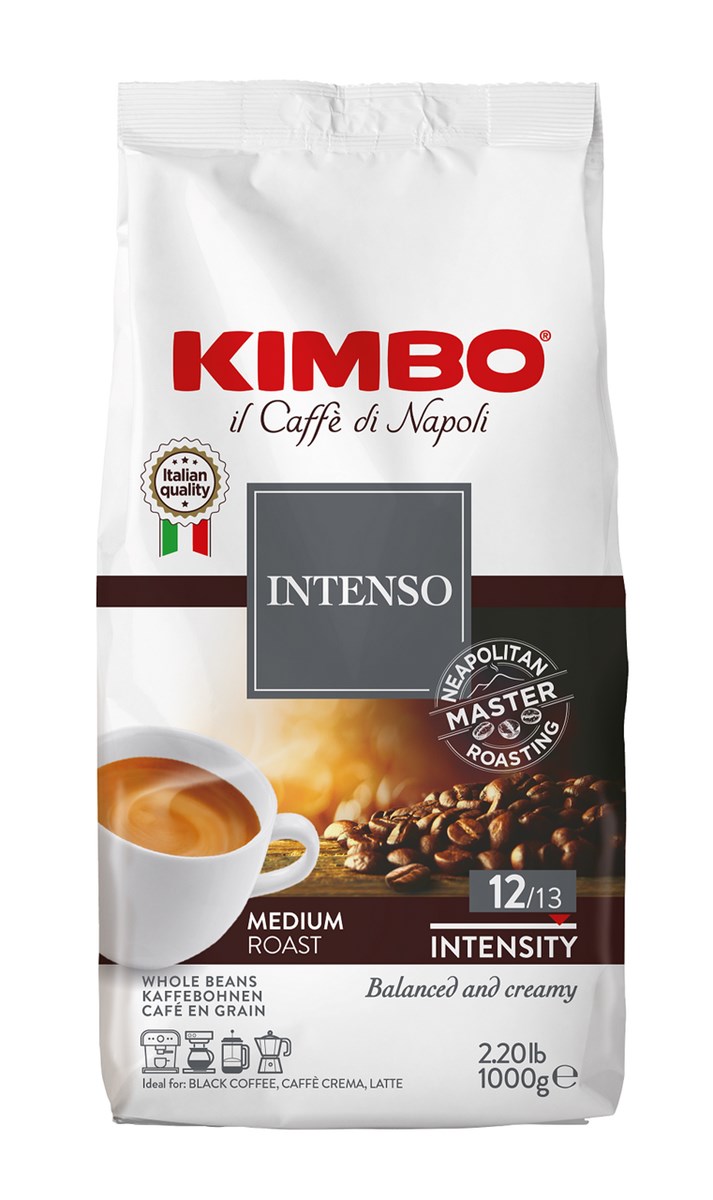 KIMBO®
il Caffè di Napoli
Italian
quality
INTENSO
NEAPOLITAN
MASTER
ROASTING
12/13
MEDIUM
ROAST
INTENSITY
WHOLE BEANS
KAFFEBOHNEN
CAFÉ EN GRAIN
Balanced and creamy
Ideal for: BLACK COFFEE, CAFFÈ CREMA, LATTE
2.20lb
1000g℮